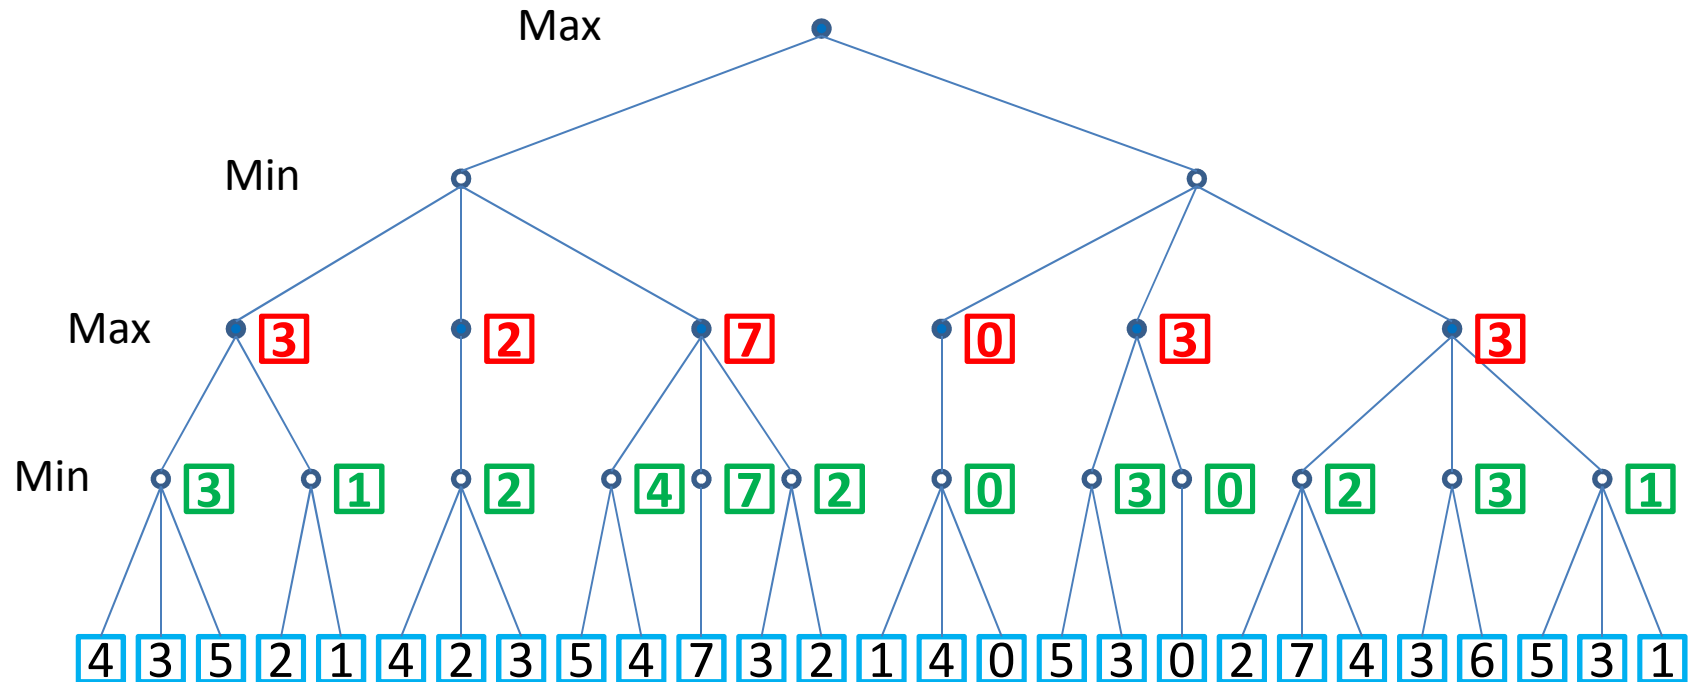 Max
Min
Max 3 2 7 0 3 3
Min 3 1 2 4 7 2 0 3 0 2 3 1
4 3 5 2 1 4 2 3 5 4 7 3 2 1 4 0 5 3 0 2 7 4 3 6 5 3 1